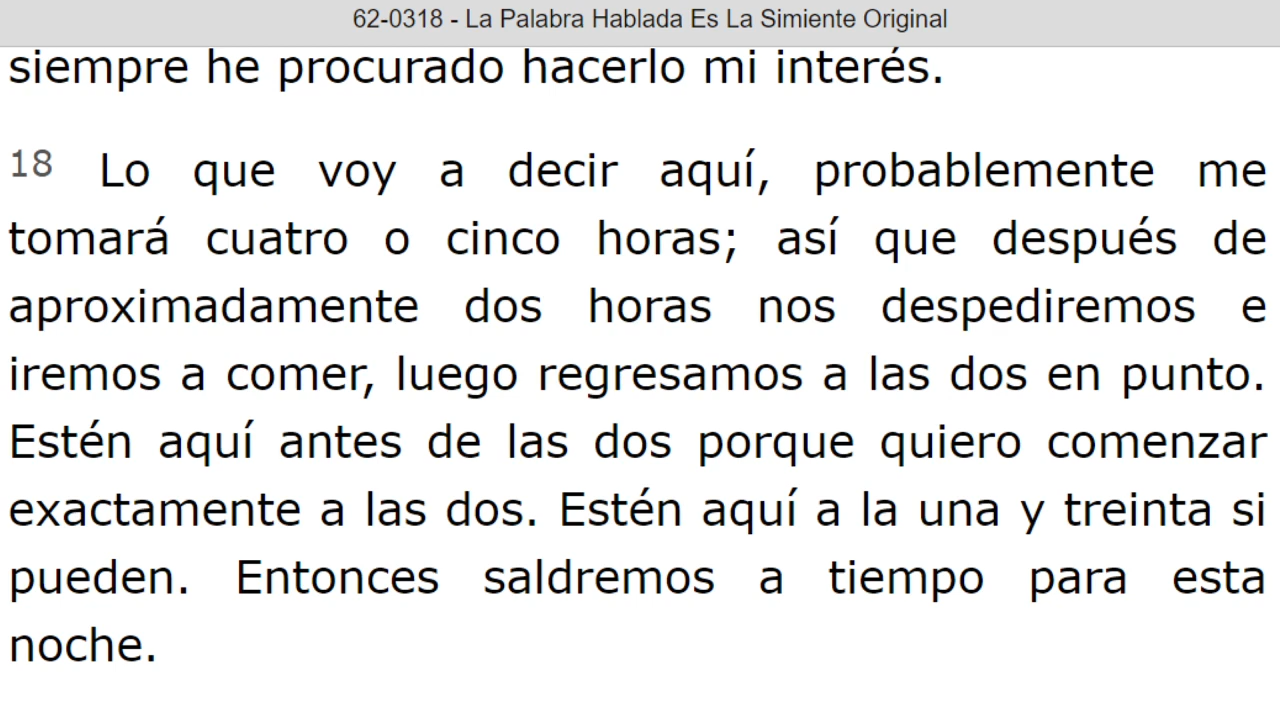 62-0318 - La Palabra Hablada Es La Simiente Original
siempre he procurado hacerlo mi interés.
18 Lo que voy a decir aquí, probablemente me
tomará cuatro o cinco horas; así que después de
aproximadamente dos horas nos despediremos e
iremos a comer, luego regresamos a las dos en punto.
Estén aquí antes de las dos porque quiero comenzar
exactamente a las dos. Estén aquí a la una y treinta si
pueden. Entonces saldremos a tiempo para esta
noche.